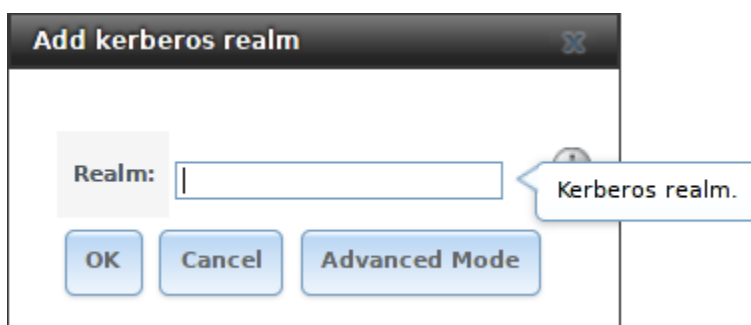 Add kerberos realm
Realm:
Kerberos realm.
OK Cancel Advanced Mode